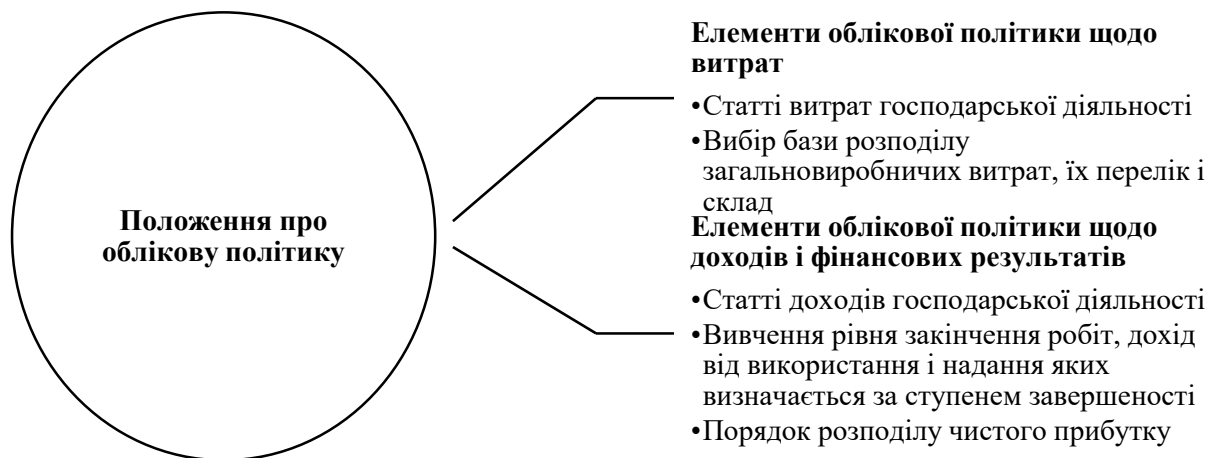 Положення про
облікову політику
Елементи облікової політики щодо
витрат
•Статті витрат господарської діяльності
•Вибір бази розподілу
загальновиробничих витрат, їх перелік і
склад
Елементи облікової політики щодо
доходів і фінансових результатів
•Статті доходів господарської діяльності
•Вивчення рівня закінчення робіт, дохід
від використання і надання яких
визначається за ступенем завершеності
•Порядок розподілу чистого прибутку